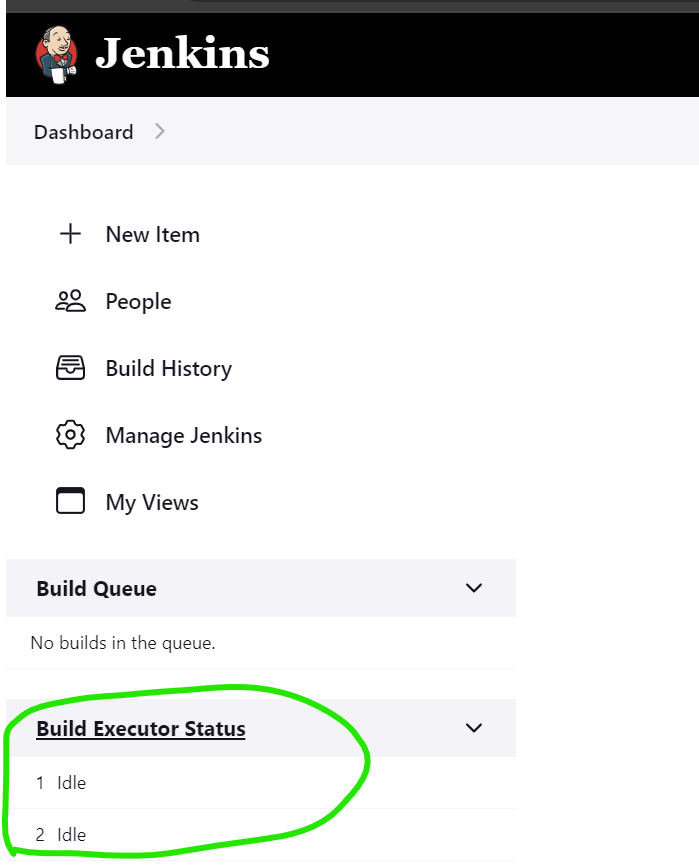 Jenkins
Dashboard
New Item
People
Build History
Manage Jenkins
My Views
Build Queue
No builds in the queue.
Build Executor Status
1 Idle
2 Idle